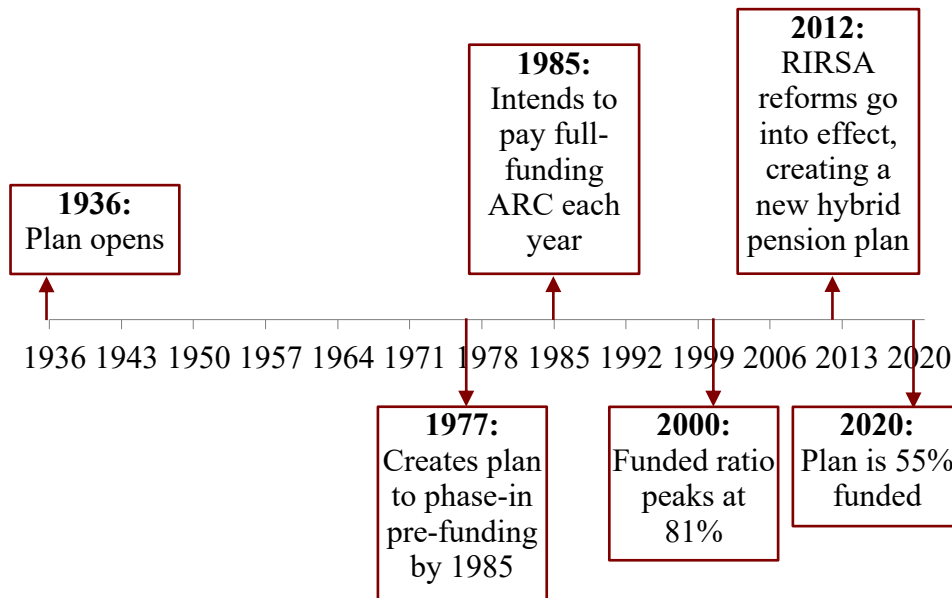 1936:
Plan opens
1985:
Intends to
pay full-
funding
ARC each
year
2012:
RIRSA
reforms go
into effect,
creating a
new hybrid
pension plan
1936 1943 1950 1957 1964 1971 1978 1985 1992 1999 2006 2013 2020
1977:
Creates plan
to phase-in
pre-funding
by 1985
2000:
Funded ratio
peaks at
81%
2020:
Plan is 55%
funded